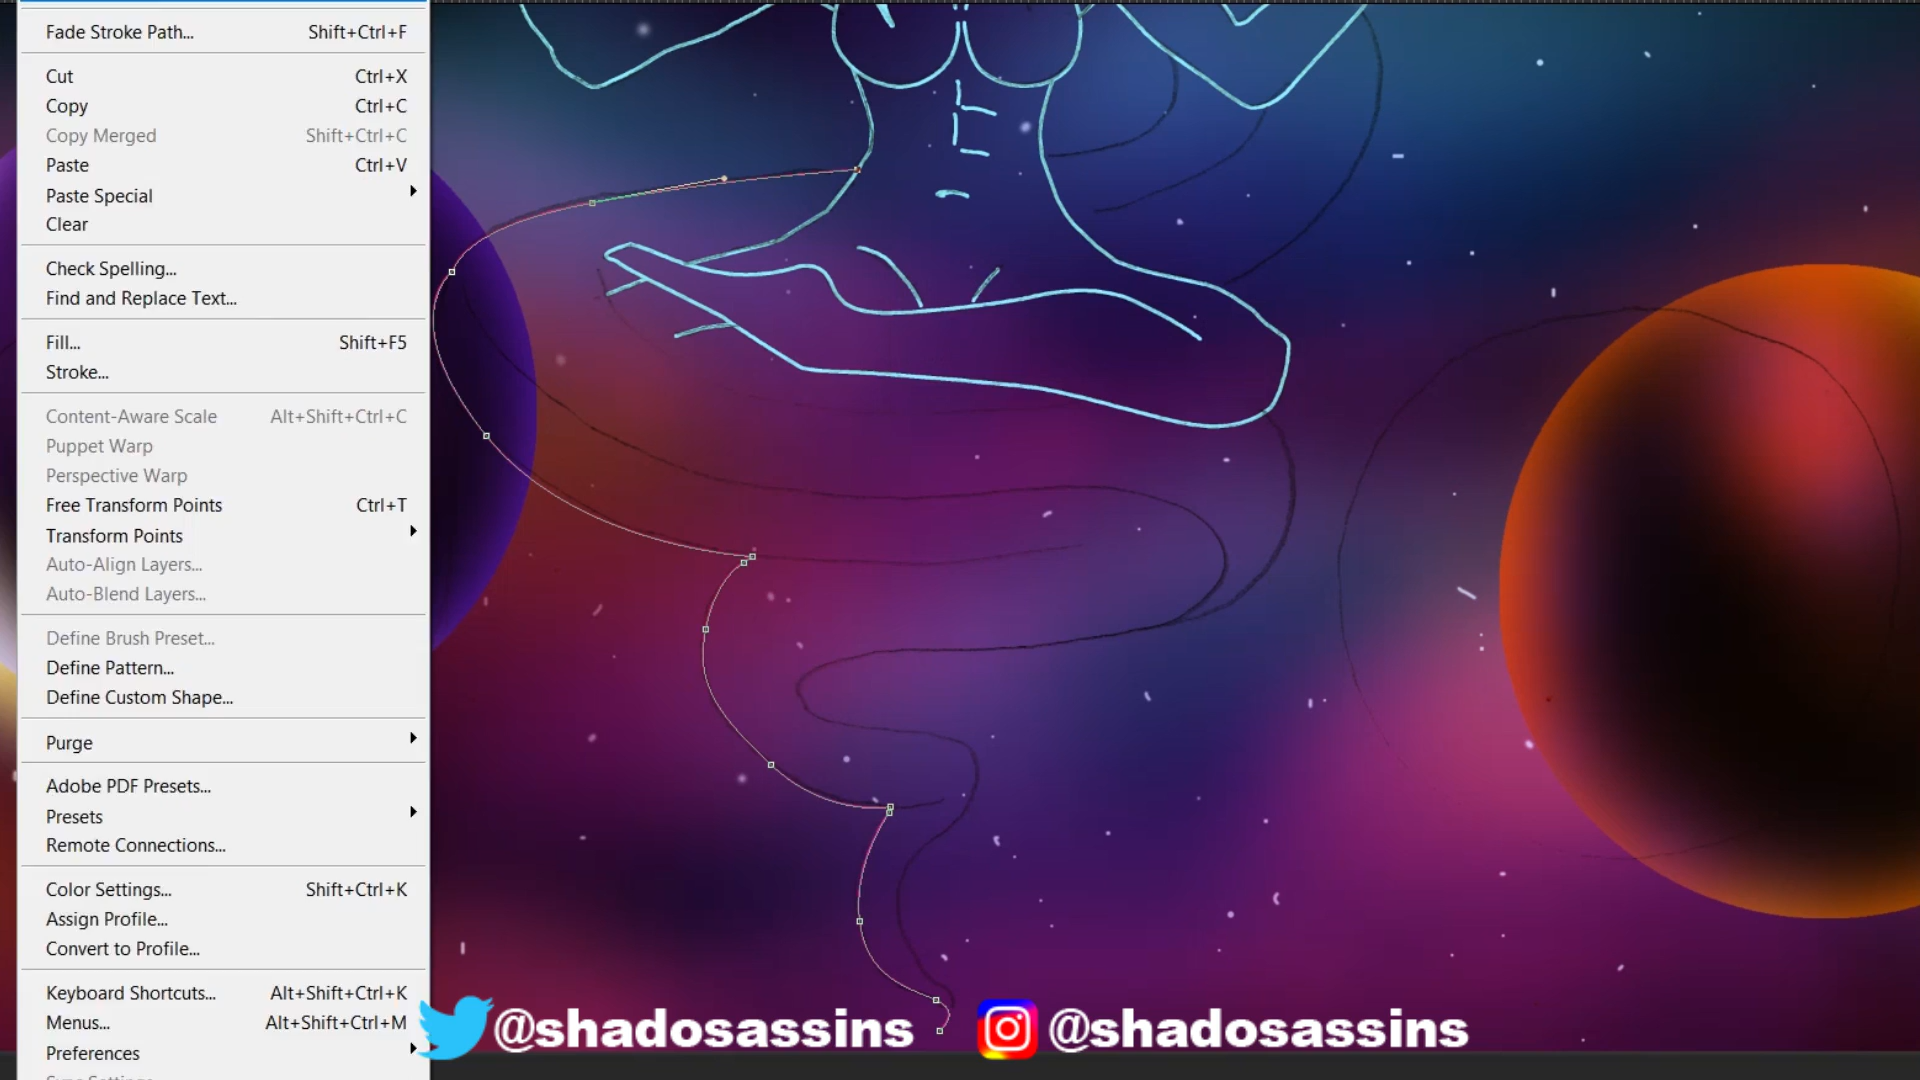 Fade Stroke Path... Shift+Ctrl+F
Cut Ctrl+X
Copy Ctrl+C
Copy Merged Shift+Ctrl+C
Paste Ctrl+V
Paste Special
Clear
Check Spelling...
Find and Replace Text...
Fill... Shift+F5
Stroke...
Content-Aware Scale Alt+Shift+Ctrl+C
Puppet Warp
Perspective Warp
Free Transform Points Ctrl+T
Transform Points
Auto-Align Layers...
Auto-Blend Layers...
Define Brush Preset...
Define Pattern...
Define Custom Shape...
Purge
Adobe PDF Presets...
Presets
Remote Connections...
Color Settings... Shift+Ctrl+K
Assign Profile...
Convert to Profile...
Keyboard Shortcuts... Alt+Shift+Ctrl+K
Menus... Alt+Shift+Ctrl+M
Preferences
@shadosassins @shadosassins